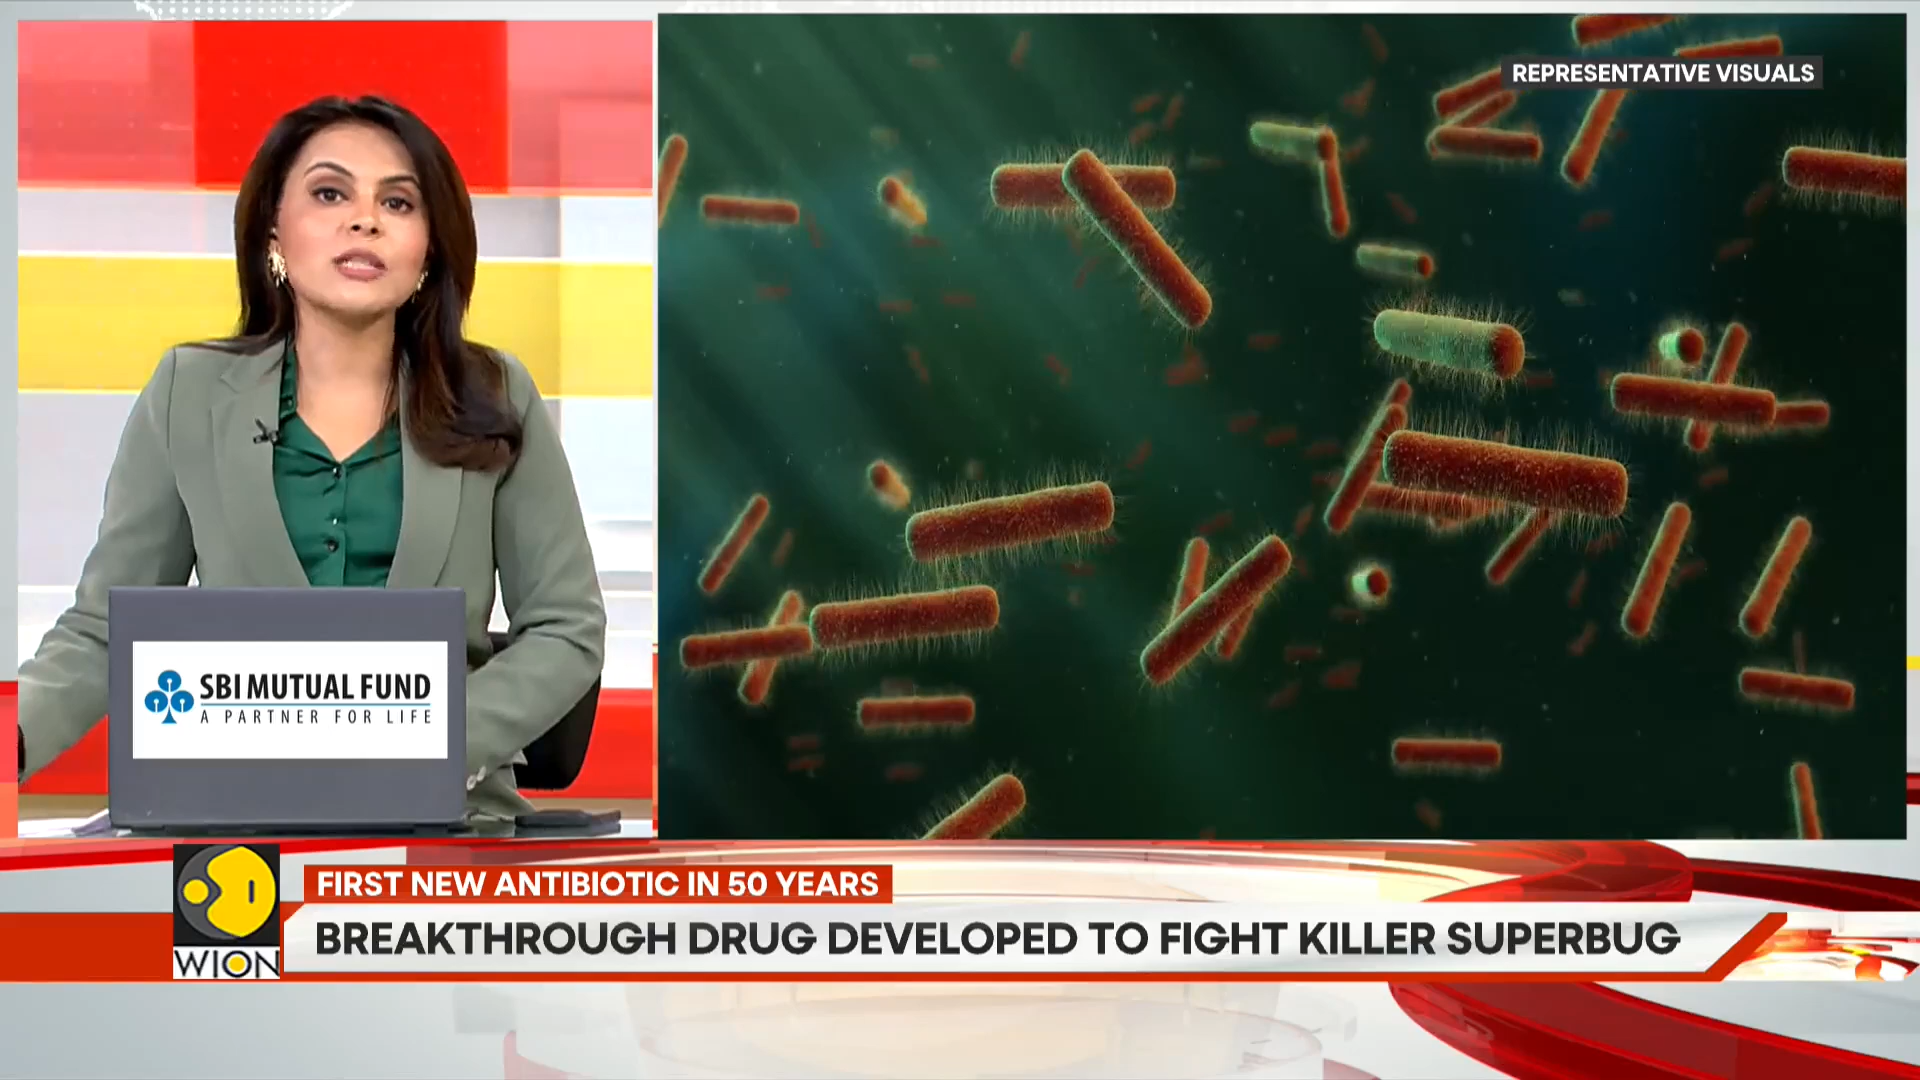 REPRESENTATIVE VISUALS
SBI MUTUAL FUND
A PARTNER FOR LIFE
FIRST NEW ANTIBIOTIC IN 50 YEARS
BREAKTHROUGH DRUG DEVELOPED TO FIGHT KILLER SUPERBUG
WION